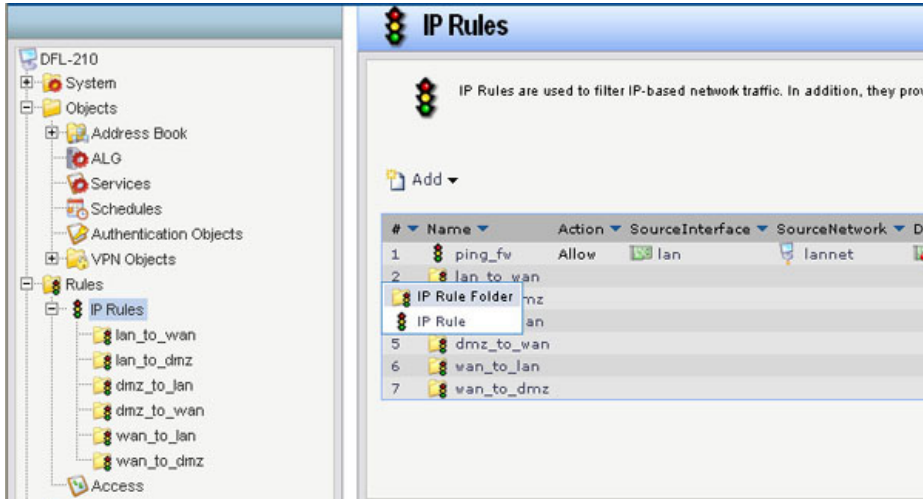 DFL-210
System
Objects
Address Book
ALG
Services
Schedules
Authentication Objects
VPN Objects
Rules
IP Rules
lan_to_wan
lan_to_dmz
dmz_to_lan
dmz_to_wan
wan_to_lan
wan_to_dmz
Access
IP Rules
IP Rules are used to filter IP-based network traffic. In addition, they prov
Add
# Name Action SourceInterface SourceNetwork D
1 ping_fw Allow lan lannet
2 lan_to_wan
IP Rule Folder mz
IP Rule an
5 dmz_to_wan
6 wan_to_lan
7 wan_to_dmz